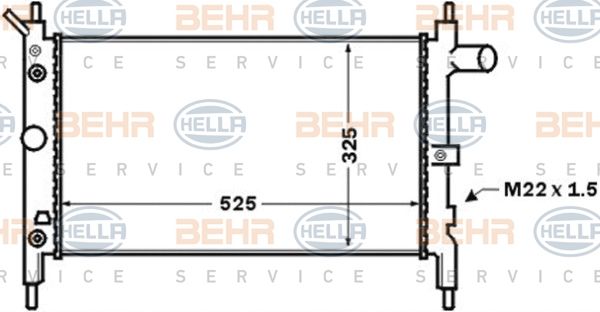 BEHR HELLA BEHR HELLA BEHR HELLA
SERVICE SERVICE SERVICE
HELLA BEHR HELLA BEHR HELLA BEHR
SERVICE SERVICE SERVICE
325
525
M22 x 1.5
BEHR HELLA BEHR HELLA BEHR HELLA
SERVICE SERVICE SERVICE